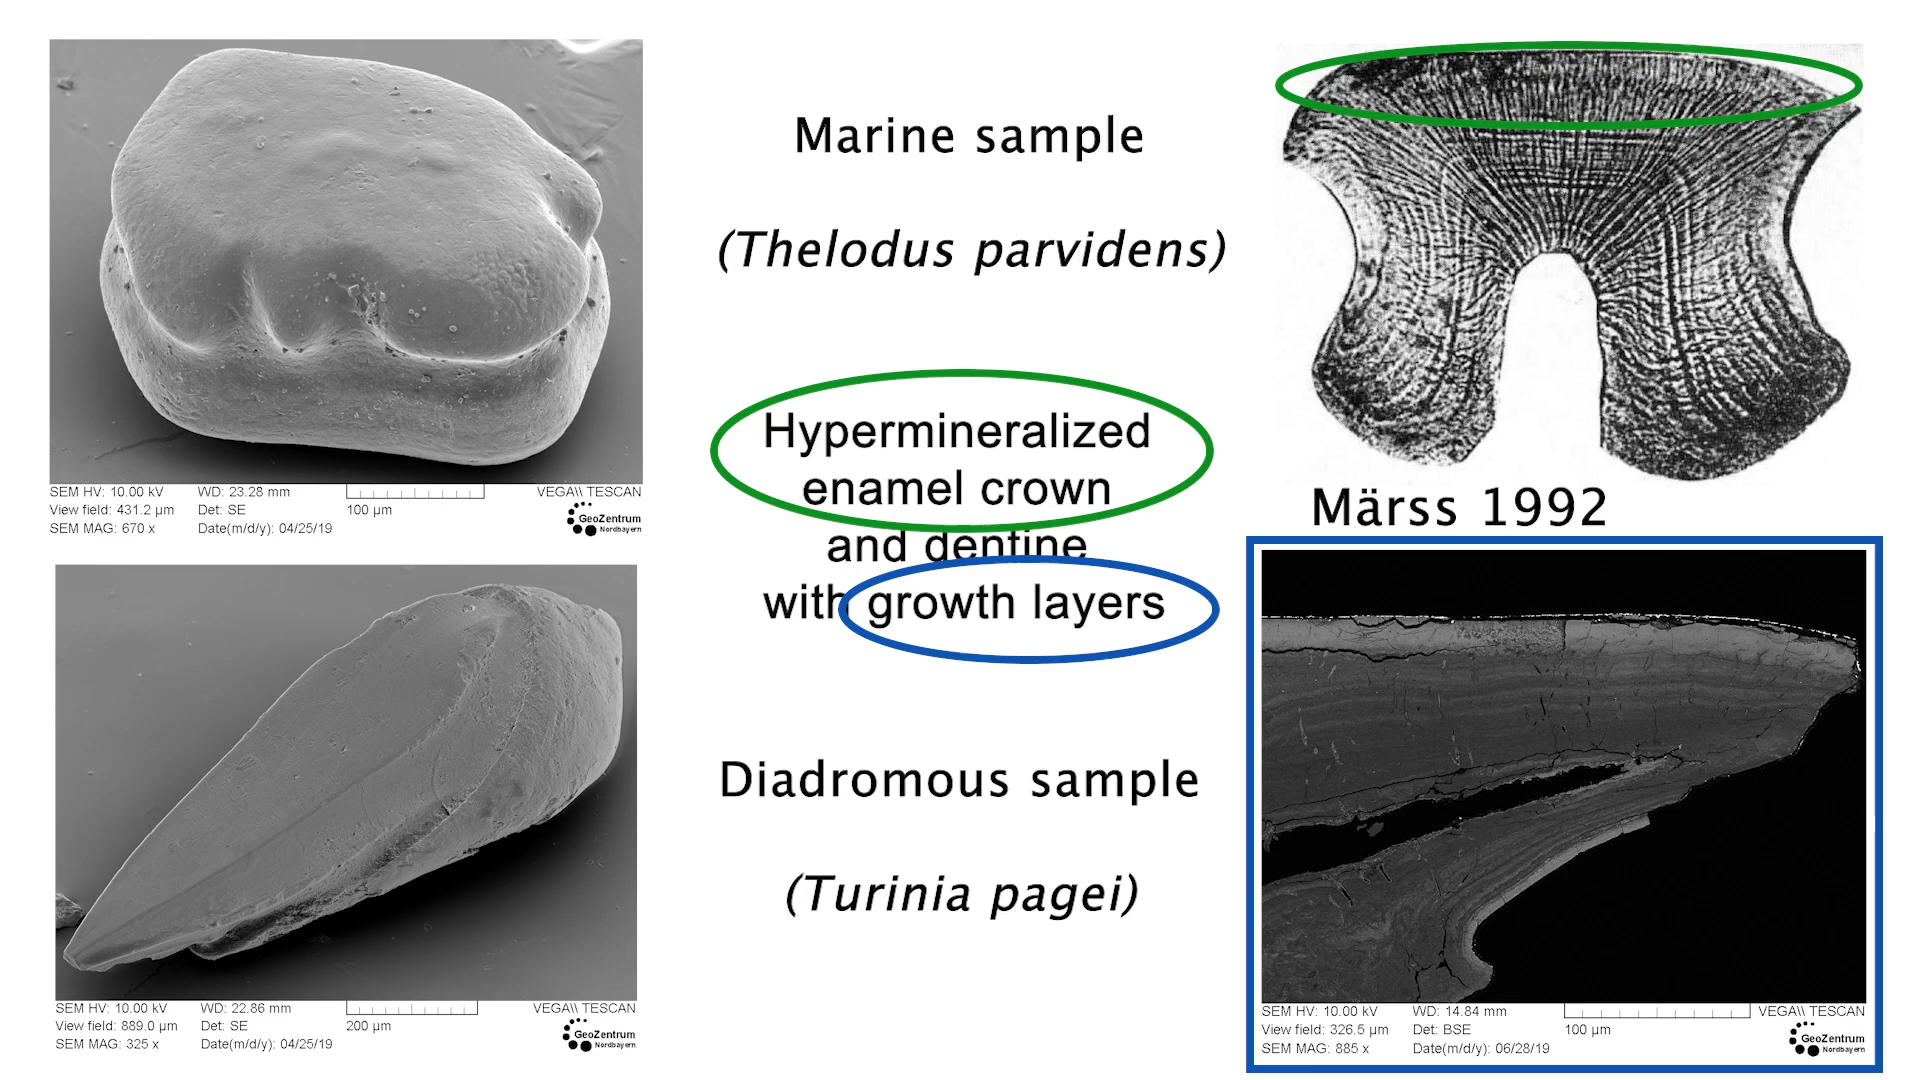 Marine sample
(Thelodus parvidens)
Hypermineralized
enamel crown
and dentine
with growth layers
Diadromous sample
(Turinia pagei)
Märss 1992
SEM HV: 10.00 kV WD: 23.28 mm VEGA\\ TESCAN
View field: 431.2 µm Det: SE 100 µm
SEM MAG: 670 x Date(m/d/y): 04/25/19
GeoZentrum
Nordbayern
SEM HV: 10.00 kV WD: 22.86 mm VEGA\\ TESCAN
View field: 889.0 µm Det: SE 200 µm
SEM MAG: 325 x Date(m/d/y): 04/25/19
GeoZentrum
Nordbayern
SEM HV: 10.00 kV WD: 14.84 mm VEGA\\ TESCAN
View field: 326.5 µm Det: BSE 100 µm
SEM MAG: 885 x Date(m/d/y): 06/28/19
GeoZentrum
Nordbayern